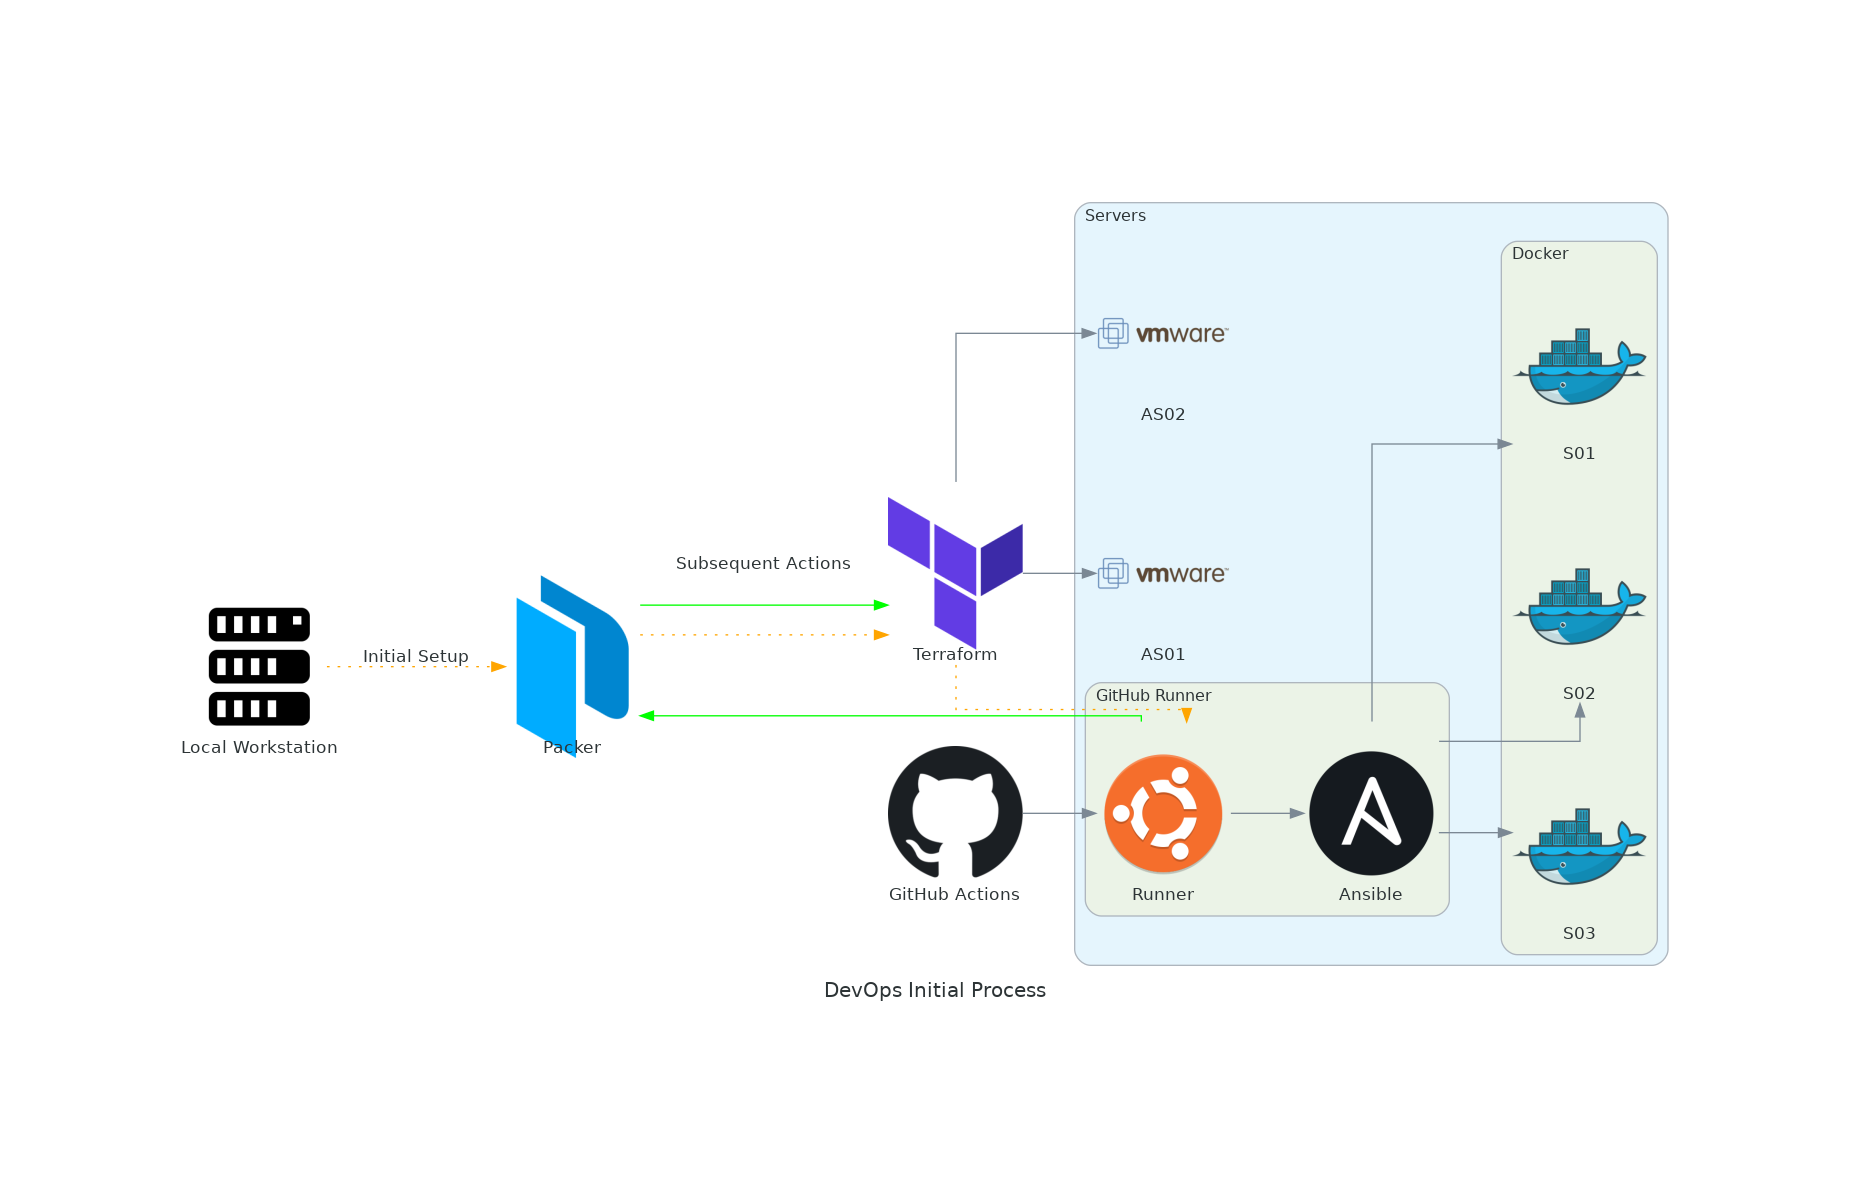 Servers
Docker
vmware
AS02
S01
Subsequent Actions
vmware
Initial Setup
Terraform
AS01
GitHub Runner
S02
Local Workstation
Packer
GitHub Actions
Runner
Ansible
S03
DevOps Initial Process